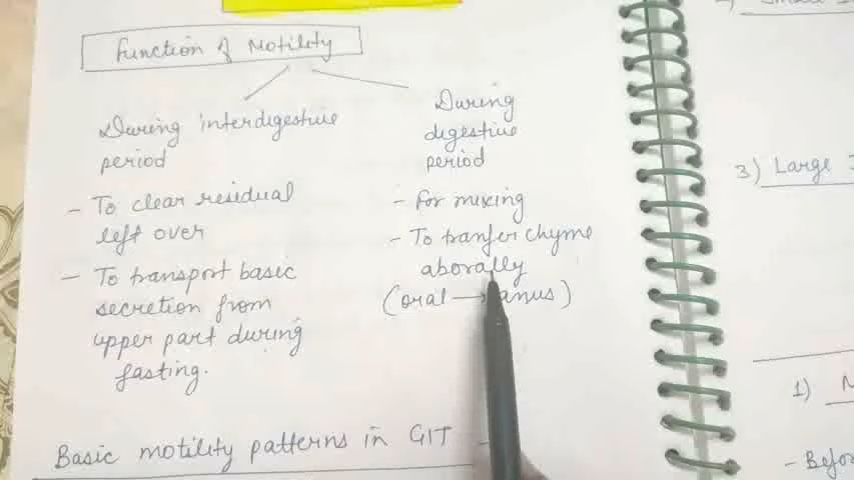 Function of Motility
During interdigestive
period
- To clear residual
left over
- To transport basic
secretion from
upper part during
fasting.
During
digestive
period
- For mixing
- To tranfer chyme
aborally
(oral → anus)
Basic motility patterns in GIT -
3) Large
1)
- Befo